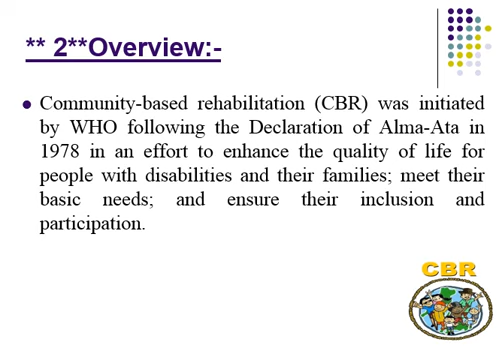 ** 2**Overview:-
Community-based rehabilitation (CBR) was initiated
by WHO following the Declaration of Alma-Ata in
1978 in an effort to enhance the quality of life for
people with disabilities and their families; meet their
basic needs; and ensure their inclusion and
participation.
CBR